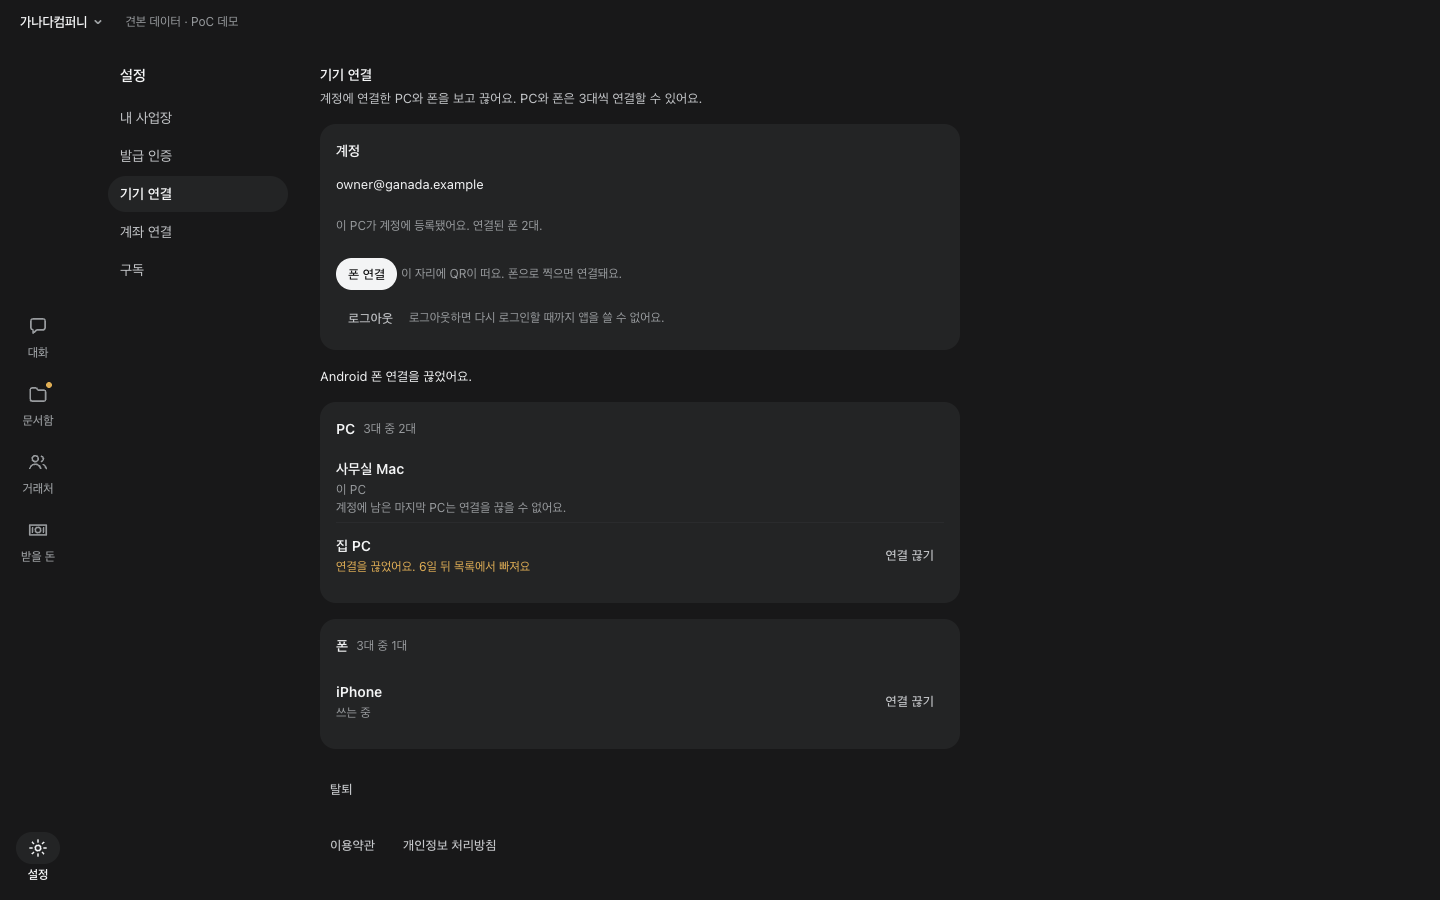 가나다컴퍼니
견본 데이터 · PoC 데모
설정
내 사업장
발급 인증
기기 연결
계좌 연결
구독
대화
문서함
거래처
받을 돈
설정
기기 연결
계정에 연결한 PC와 폰을 보고 끊어요. PC와 폰은 3대씩 연결할 수 있어요.
계정
owner@ganada.example
이 PC가 계정에 등록됐어요. 연결된 폰 2대.
폰 연결 이 자리에 QR이 떠요. 폰으로 찍으면 연결돼요.
로그아웃 로그아웃하면 다시 로그인할 때까지 앱을 쓸 수 없어요.
Android 폰 연결을 끊었어요.
PC 3대 중 2대
사무실 Mac
이 PC
계정에 남은 마지막 PC는 연결을 끊을 수 없어요.
집 PC
연결을 끊었어요. 6일 뒤 목록에서 빠져요
연결 끊기
폰 3대 중 1대
iPhone
쓰는 중
연결 끊기
탈퇴
이용약관 개인정보 처리방침